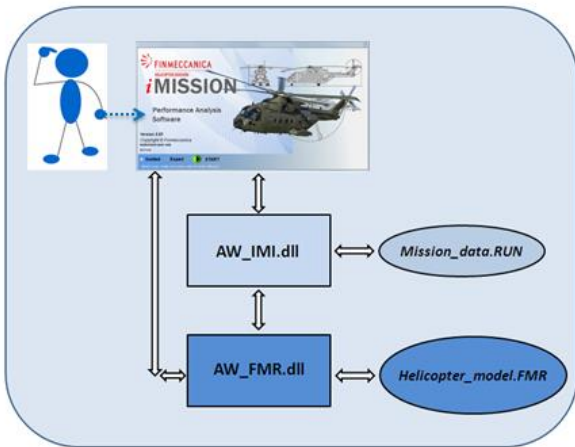 FINMECCANICA
iMISSION
Performance Analysis
Software
AW_IMI.dll
Mission_data.RUN
AW_FMR.dll
Helicopter_model.FMR